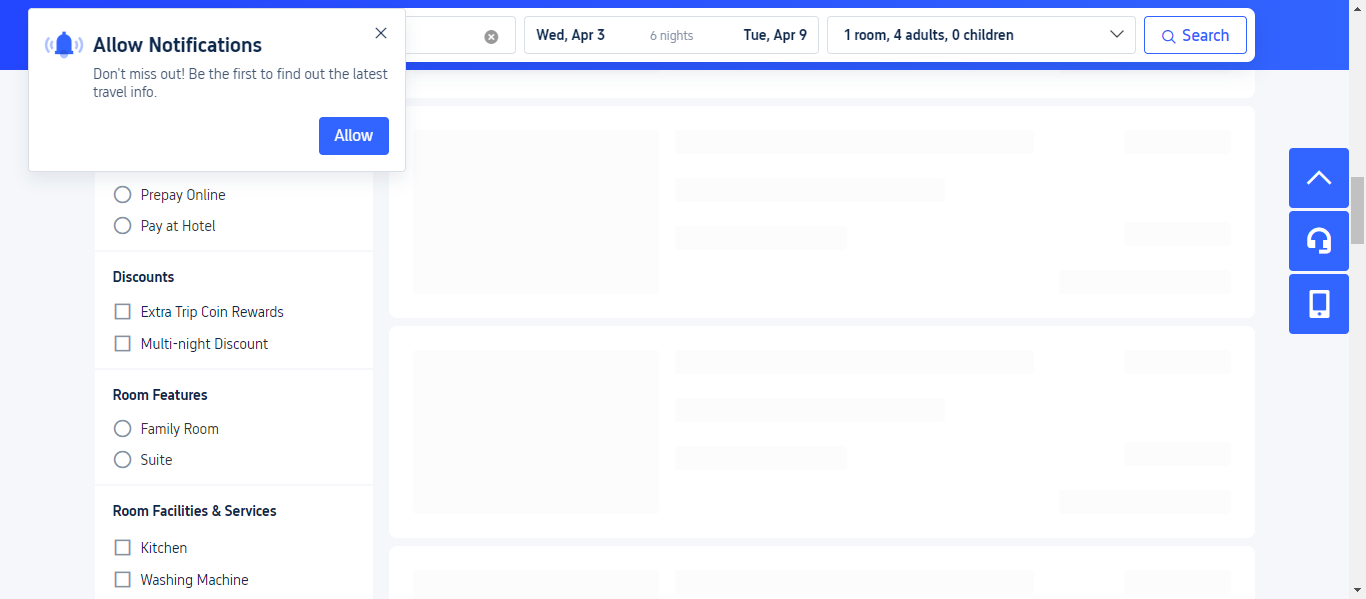 Allow Notifications
Don't miss out! Be the first to find out the latest
travel info.
Allow
Wed, Apr 3
6 nights
Tue, Apr 9
1 room, 4 adults, 0 children
Search
Prepay Online
Pay at Hotel
Discounts
Extra Trip Coin Rewards
Multi-night Discount
Room Features
Family Room
Suite
Room Facilities & Services
Kitchen
Washing Machine